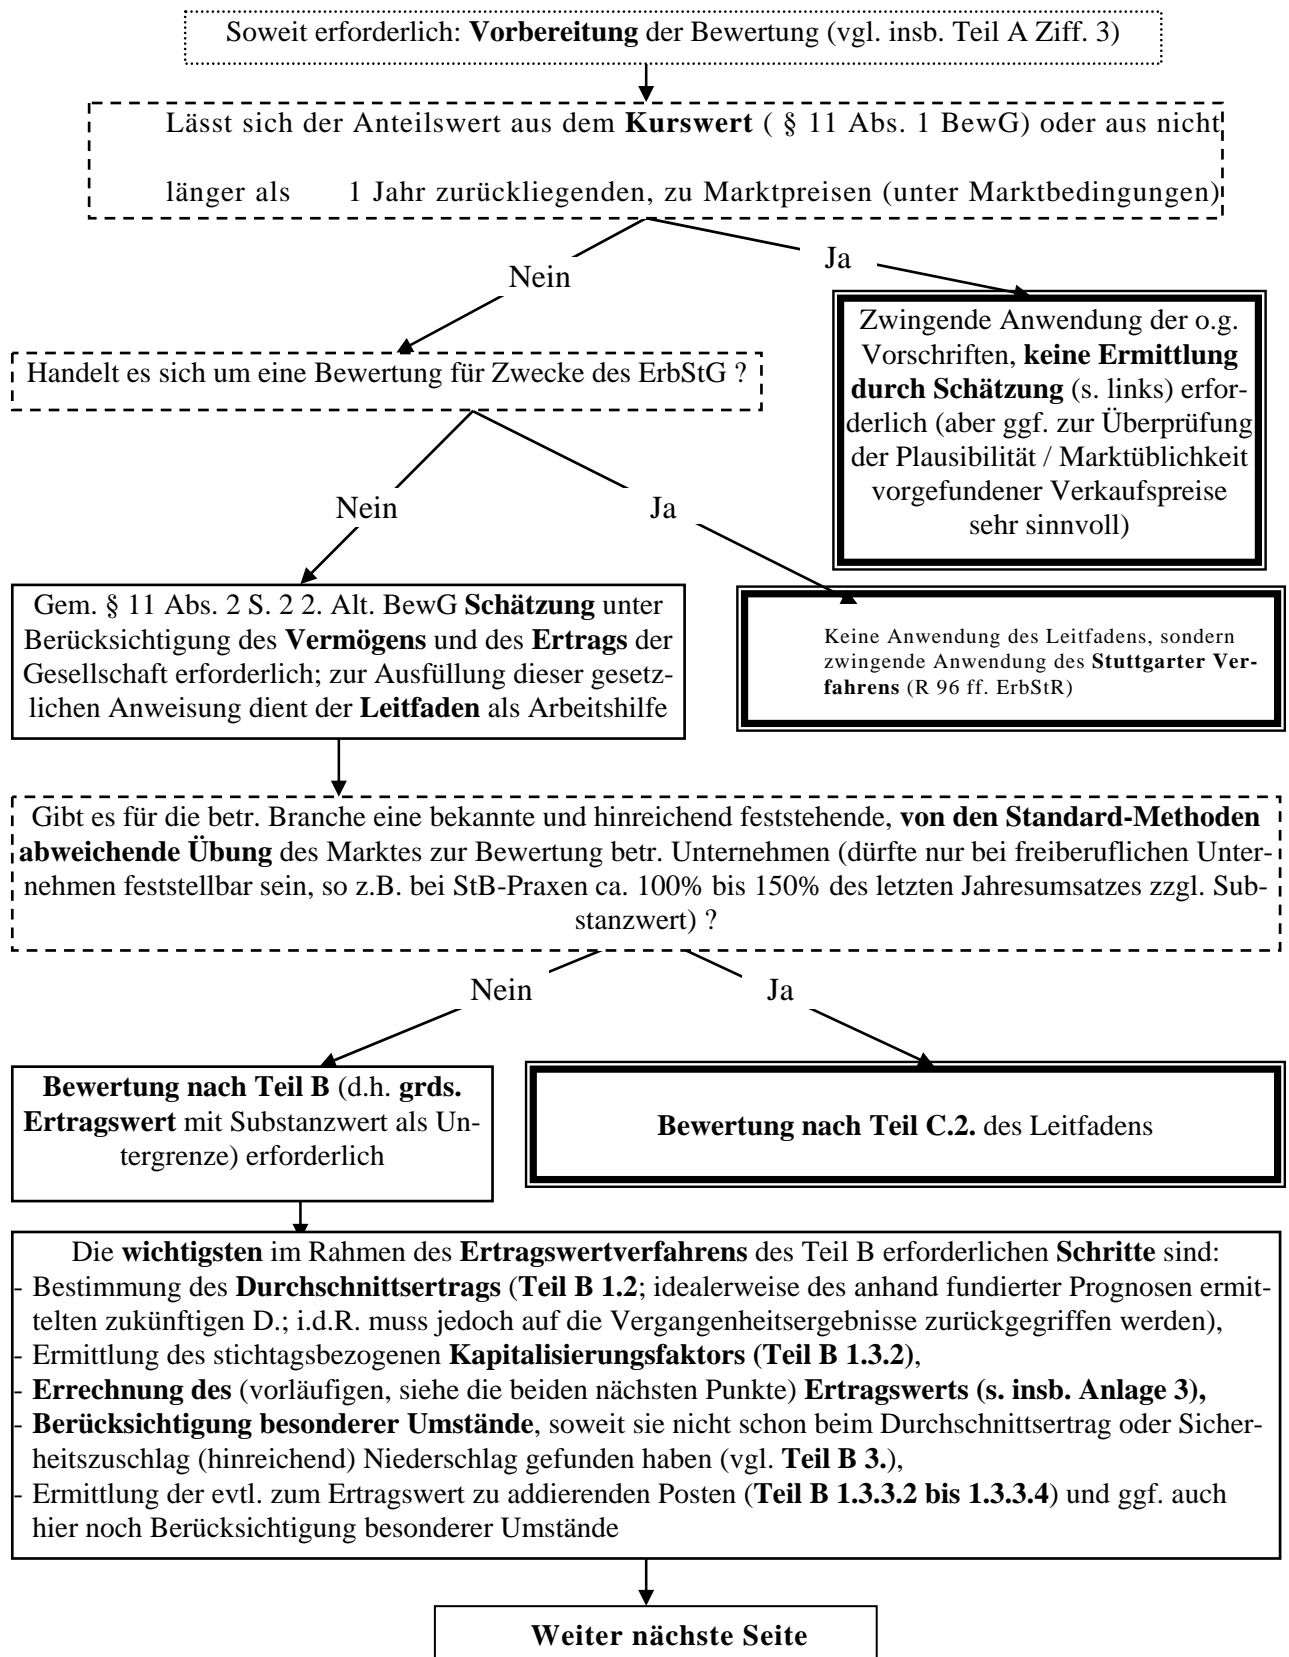 Soweit erforderlich: Vorbereitung der Bewertung (vgl. insb. Teil A Ziff. 3)
Lässt sich der Anteilswert aus dem Kurswert ( § 11 Abs. 1 BewG) oder aus nicht
länger als 1 Jahr zurückliegenden, zu Marktpreisen (unter Marktbedingungen)
Nein
Ja
Zwingende Anwendung der o.g.
Vorschriften, keine Ermittlung
durch Schätzung (s. links) erfor-
derlich (aber ggf. zur Überprüfung
der Plausibilität / Marktüblichkeit
vorgefundener Verkaufspreise
sehr sinnvoll)
Handelt es sich um eine Bewertung für Zwecke des ErbStG ?
Nein
Ja
Gem. § 11 Abs. 2 S. 2 2. Alt. BewG Schätzung unter
Berücksichtigung des Vermögens und des Ertrags der
Gesellschaft erforderlich; zur Ausfüllung dieser gesetz-
lichen Anweisung dient der Leitfaden als Arbeitshilfe
Keine Anwendung des Leitfadens, sondern
zwingende Anwendung des Stuttgarter Ver-
fahrens (R 96 ff. ErbStR)
Gibt es für die betr. Branche eine bekannte und hinreichend feststehende, von den Standard-Methoden
abweichende Übung des Marktes zur Bewertung betr. Unternehmen (dürfte nur bei freiberuflichen Unter-
nehmen feststellbar sein, so z.B. bei StB-Praxen ca. 100% bis 150% des letzten Jahresumsatzes zzgl. Sub-
stanzwert) ?
Nein
Ja
Bewertung nach Teil B (d.h. grds.
Ertragswert mit Substanzwert als Un-
tergrenze) erforderlich
Bewertung nach Teil C.2. des Leitfadens
Die wichtigsten im Rahmen des Ertragswertverfahrens des Teil B erforderlichen Schritte sind:
- Bestimmung des Durchschnittsertrags (Teil B 1.2; idealerweise des anhand fundierter Prognosen ermit-
telten zukünftigen D.; i.d.R. muss jedoch auf die Vergangenheitsergebnisse zurückgegriffen werden),
- Ermittlung des stichtagsbezogenen Kapitalisierungsfaktors (Teil B 1.3.2),
- Errechnung des (vorläufigen, siehe die beiden nächsten Punkte) Ertragswerts (s. insb. Anlage 3),
- Berücksichtigung besonderer Umstände, soweit sie nicht schon beim Durchschnittsertrag oder Sicher-
heitszuschlag (hinreichend) Niederschlag gefunden haben (vgl. Teil B 3.),
- Ermittlung der evtl. zum Ertragswert zu addierenden Posten (Teil B 1.3.3.2 bis 1.3.3.4) und ggf. auch
hier noch Berücksichtigung besonderer Umstände
Weiter nächste Seite